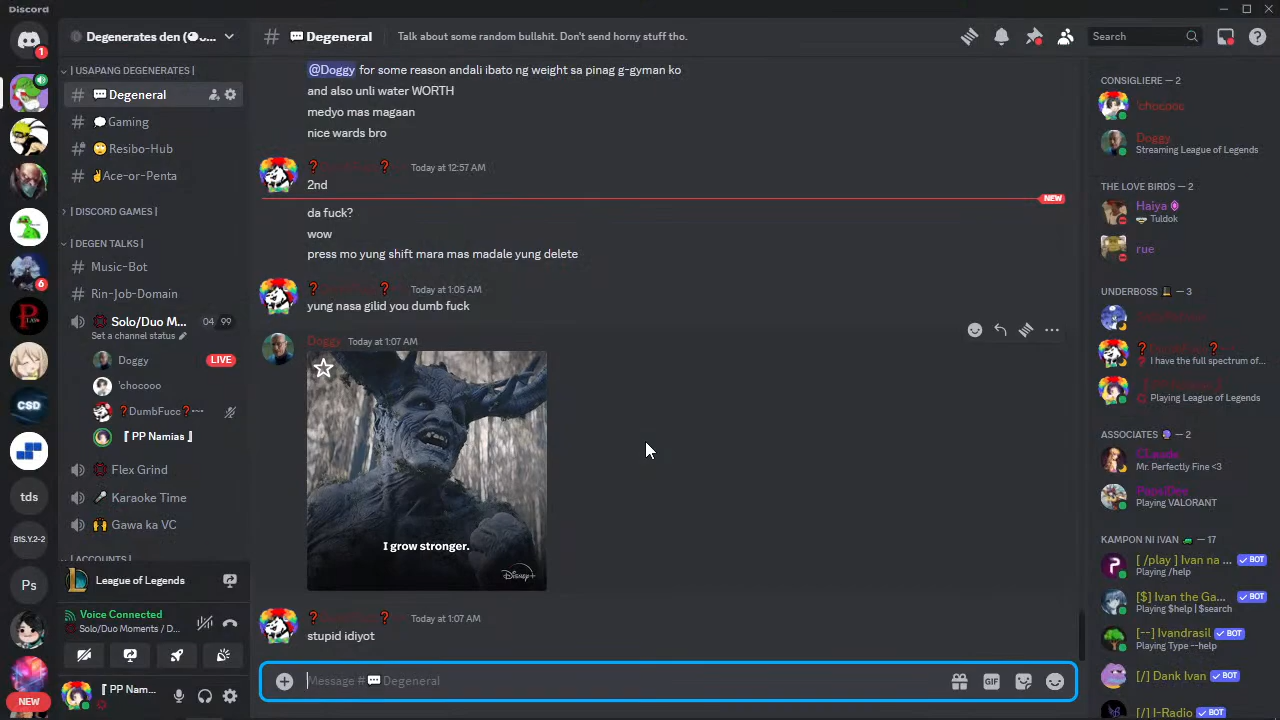 Discord
Degenerates den
Degeneral
Talk about some random bullshit. Don't send horny stuff tho.
Search
| USAPANG DEGENERATES |
Degeneral
Gaming
Resibo-Hub
Ace-or-Penta
| DISCORD GAMES |
| DEGEN TALKS |
Music-Bot
Rin-Job-Domain
Solo/Duo M... 04 99
Set a channel status
Doggy LIVE
'chocooo
❓DumbFucc❓
『 PP Namias 』
Flex Grind
Karaoke Time
Gawa ka VC
| ACCOUNTS |
League of Legends
Voice Connected
Solo/Duo Moments / D...
『 PP Nam...
1
6
CSD
tds
B1S.Y.2-2
Ps
NEW
@Doggy for some reason andali ibato ng weight sa pinag g-gyman ko
and also unli water WORTH
medyo mas magaan
nice wards bro
❓ ❓ Today at 12:57 AM
2nd
NEW
da fuck?
wow
press mo yung shift mara mas madale yung delete
❓ ❓ Today at 1:05 AM
yung nasa gilid you dumb fuck
Doggy Today at 1:07 AM
I grow stronger.
Disney+
❓ ❓ Today at 1:07 AM
stupid idiyot
Message # Degeneral
GIF
CONSIGLIERE — 2
'chocooo
Doggy
Streaming League of Legends
THE LOVE BIRDS — 2
Haiya
Tuldok
rue
UNDERBOSS — 3
❓ ❓
I have the full spectrum of...
Playing League of Legends
ASSOCIATES — 2
CLaude
Mr. Perfectly Fine <3
PapsiDev
Playing VALORANT
KAMPON NI IVAN — 17
[ /play ] Ivan na ... BOT
Playing /help
[$] Ivan the Ga... BOT
Playing $help | $search
[--] Ivandrasil BOT
Playing Type --help
[/] Dank Ivan BOT
[/] I-Radio BOT